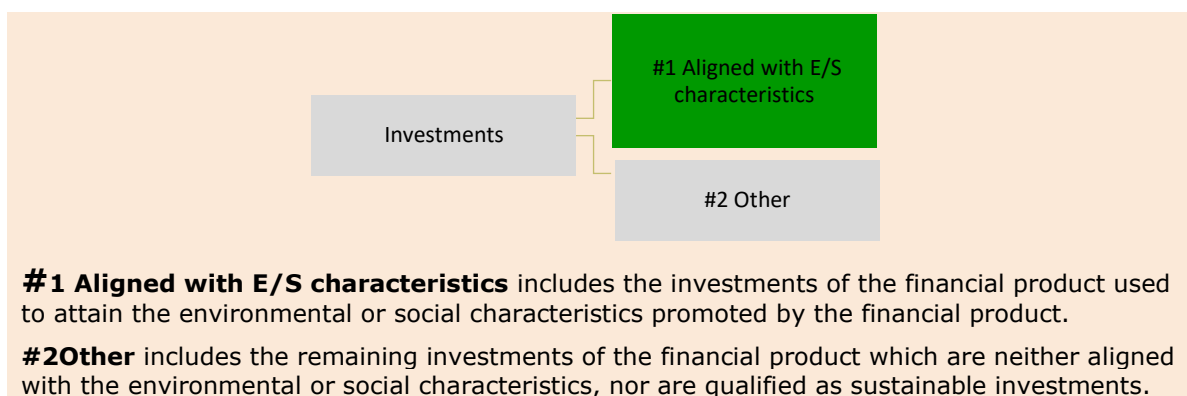 #1 Aligned with E/S
characteristics
Investments
#2 Other
#1 Aligned with E/S characteristics includes the investments of the financial product used
to attain the environmental or social characteristics promoted by the financial product.
#2Other includes the remaining investments of the financial product which are neither aligned
with the environmental or social characteristics, nor are qualified as sustainable investments.